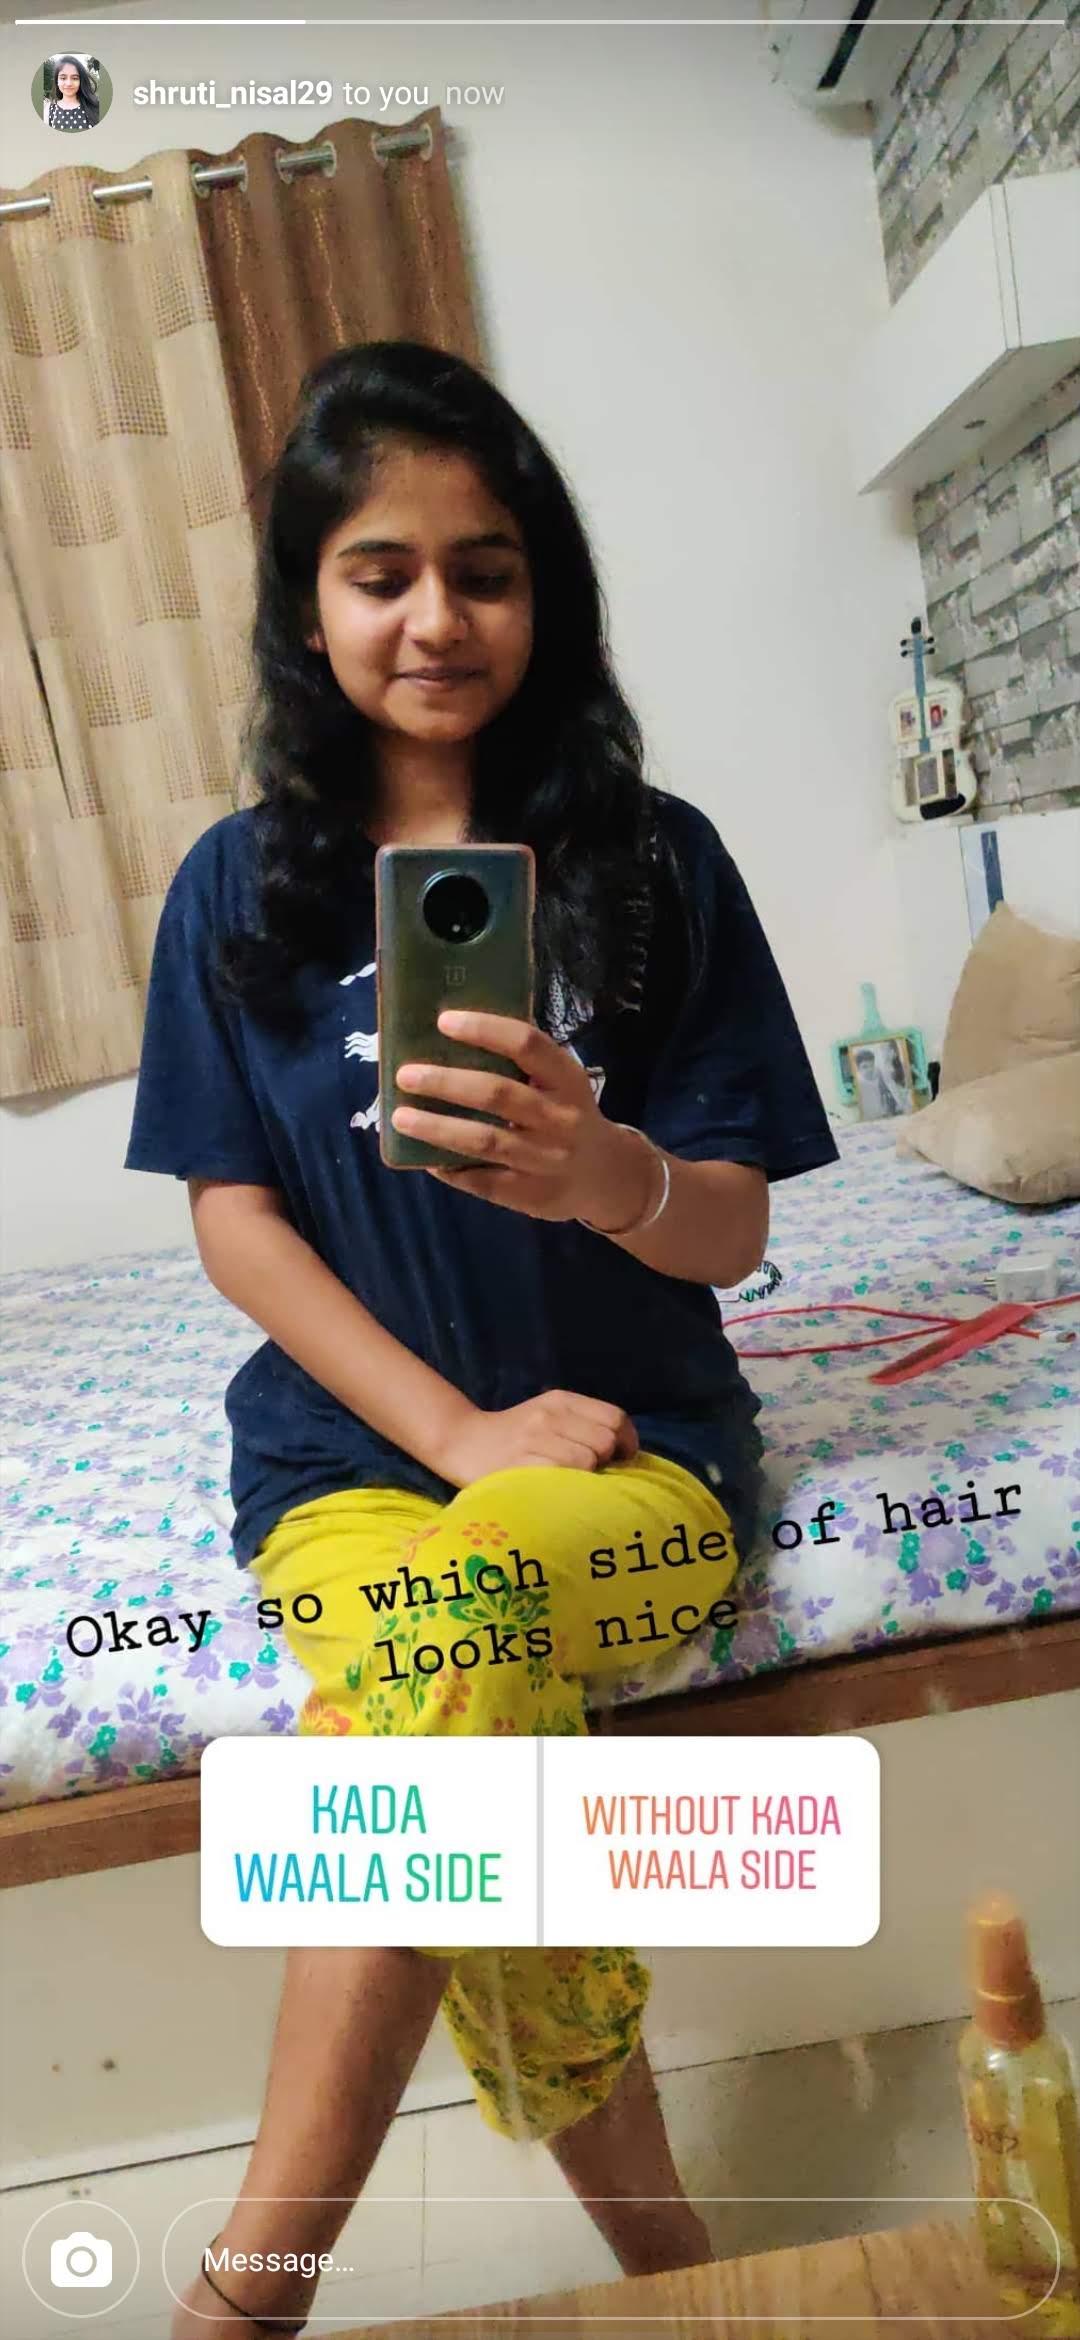 shruti_nisal29 to you now
Okay so which side of hair
looks nice
KADA
WAALA SIDE
WITHOUT KADA
WAALA SIDE
Message...